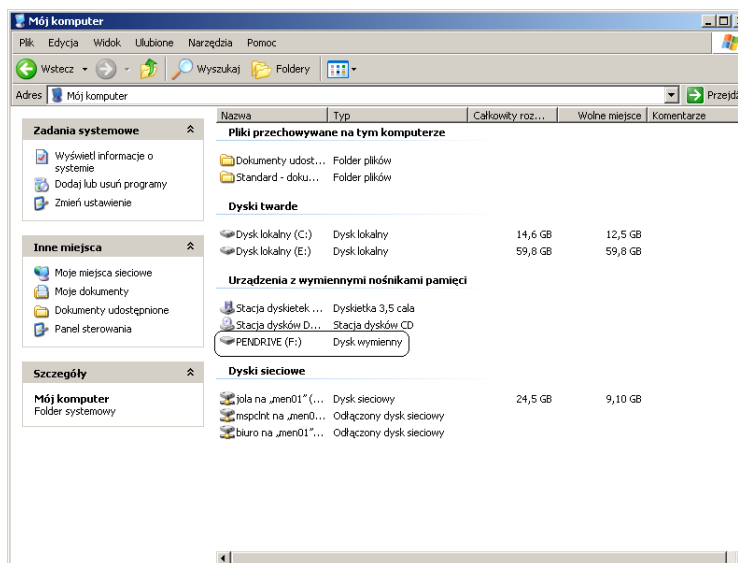 Mój komputer
Plik Edycja Widok Ulubione Narzędzia Pomoc
Wstecz Wyszukaj Foldery
Adres Mój komputer Przejdź
Nazwa Typ Całkowity roz... Wolne miejsce Komentarze
Zadania systemowe
Wyświetl informacje o
systemie
Dodaj lub usuń programy
Zmień ustawienie
Inne miejsca
Moje miejsca sieciowe
Moje dokumenty
Dokumenty udostępnione
Panel sterowania
Szczegóły
Mój komputer
Folder systemowy
Pliki przechowywane na tym komputerze
Dokumenty udost... Folder plików
Standard - doku... Folder plików
Dyski twarde
Dysk lokalny (C:) Dysk lokalny 14,6 GB 12,5 GB
Dysk lokalny (E:) Dysk lokalny 59,8 GB 59,8 GB
Urządzenia z wymiennymi nośnikami pamięci
Stacja dyskietek ... Dyskietka 3,5 cala
Stacja dysków D... Stacja dysków CD
PENDRIVE (F:) Dysk wymienny
Dyski sieciowe
jola na „men01” (... Dysk sieciowy 24,5 GB 9,10 GB
mspclnt na „men0... Odłączony dysk sieciowy
biuro na „men01”... Odłączony dysk sieciowy